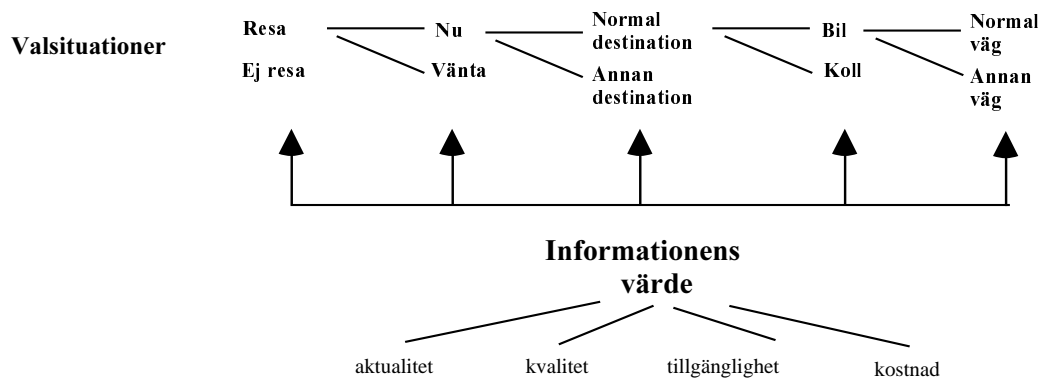 Valsituationer
Resa
Nu
Normal
destination
Bil
Normal
väg
Ej resa
Vänta
Annan
destination
Koll
Annan
väg
Informationens
värde
aktualitet
kvalitet
tillgänglighet
kostnad